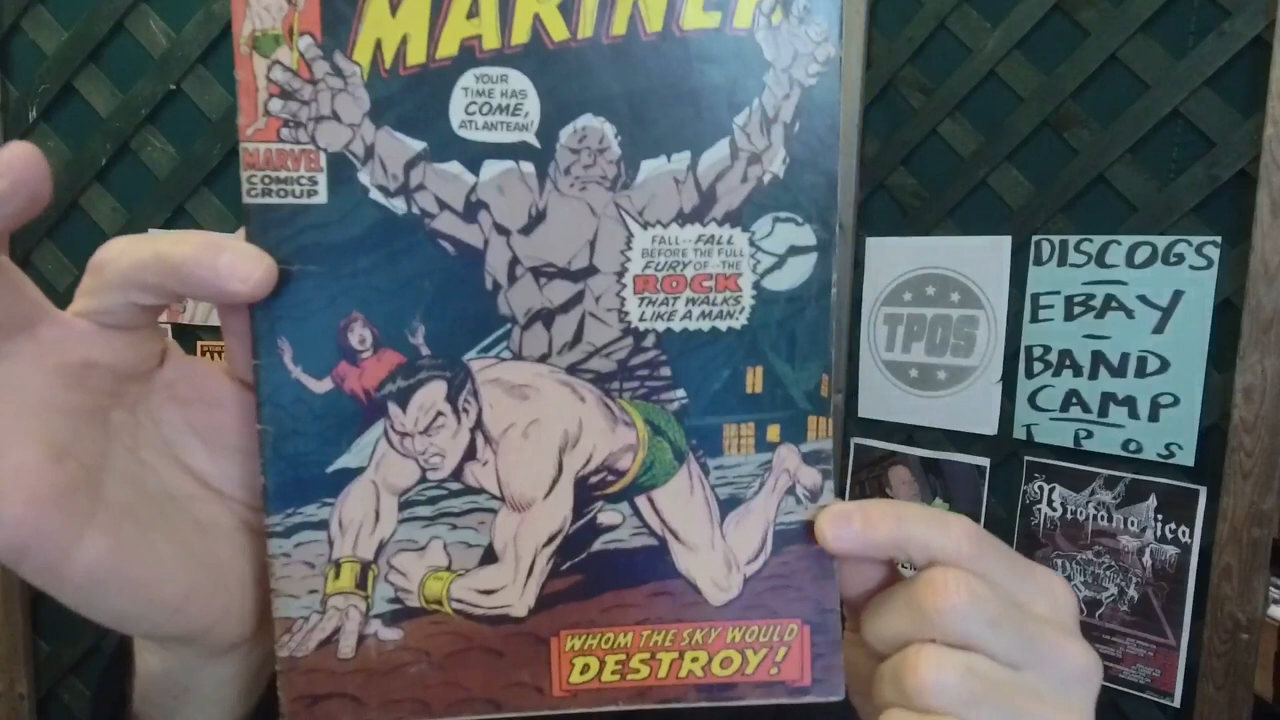 MARINER
YOUR
TIME HAS
COME,
ATLANTEAN!
MARVEL
COMICS
GROUP
FALL--FALL
BEFORE THE FULL
FURY OF--THE
ROCK
THAT WALKS
LIKE A MAN!
WHOM THE SKY WOULD
DESTROY!
TPOS
DISCOGS
EBAY
BAND
CAMP
TPOS
Profanatica